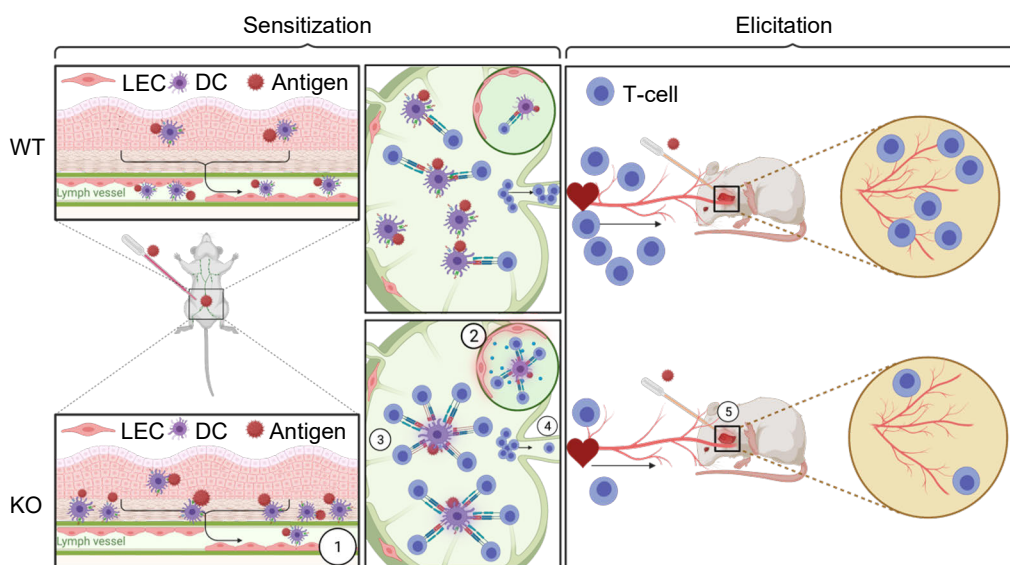 Sensitization
Elicitation
LEC DC Antigen
T-cell
WT
Lymph vessel
2
3
4
5
LEC DC Antigen
KO
Lymph vessel
1